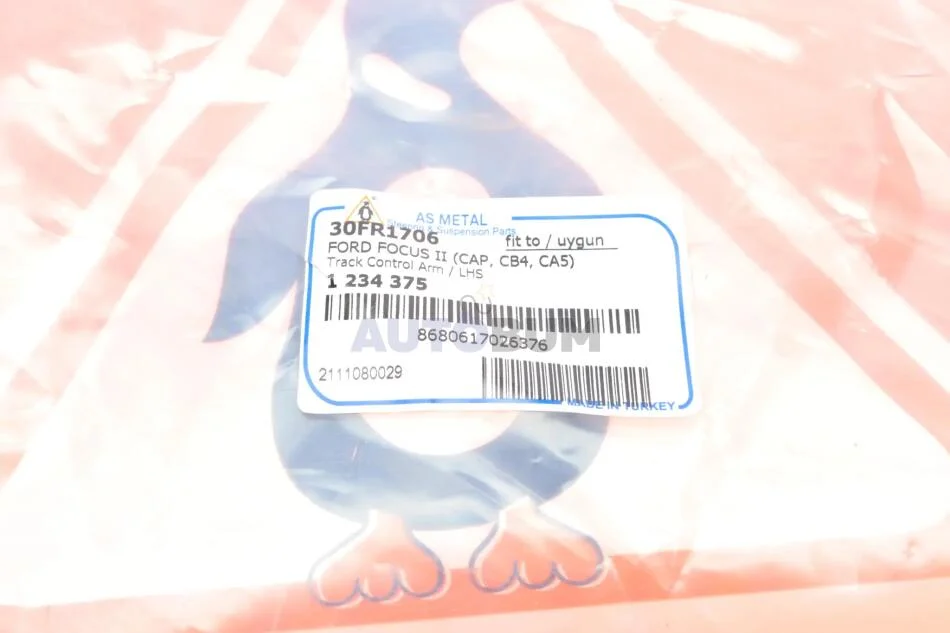 AS METAL
Steering & Suspension Parts
30FR1706
fit to / uygun
FORD FOCUS II (CAP, CB4, CA5)
Track Control Arm / LHS
1 234 375
AUTOBUM
8680617026376
2111080029
MADE IN TURKEY